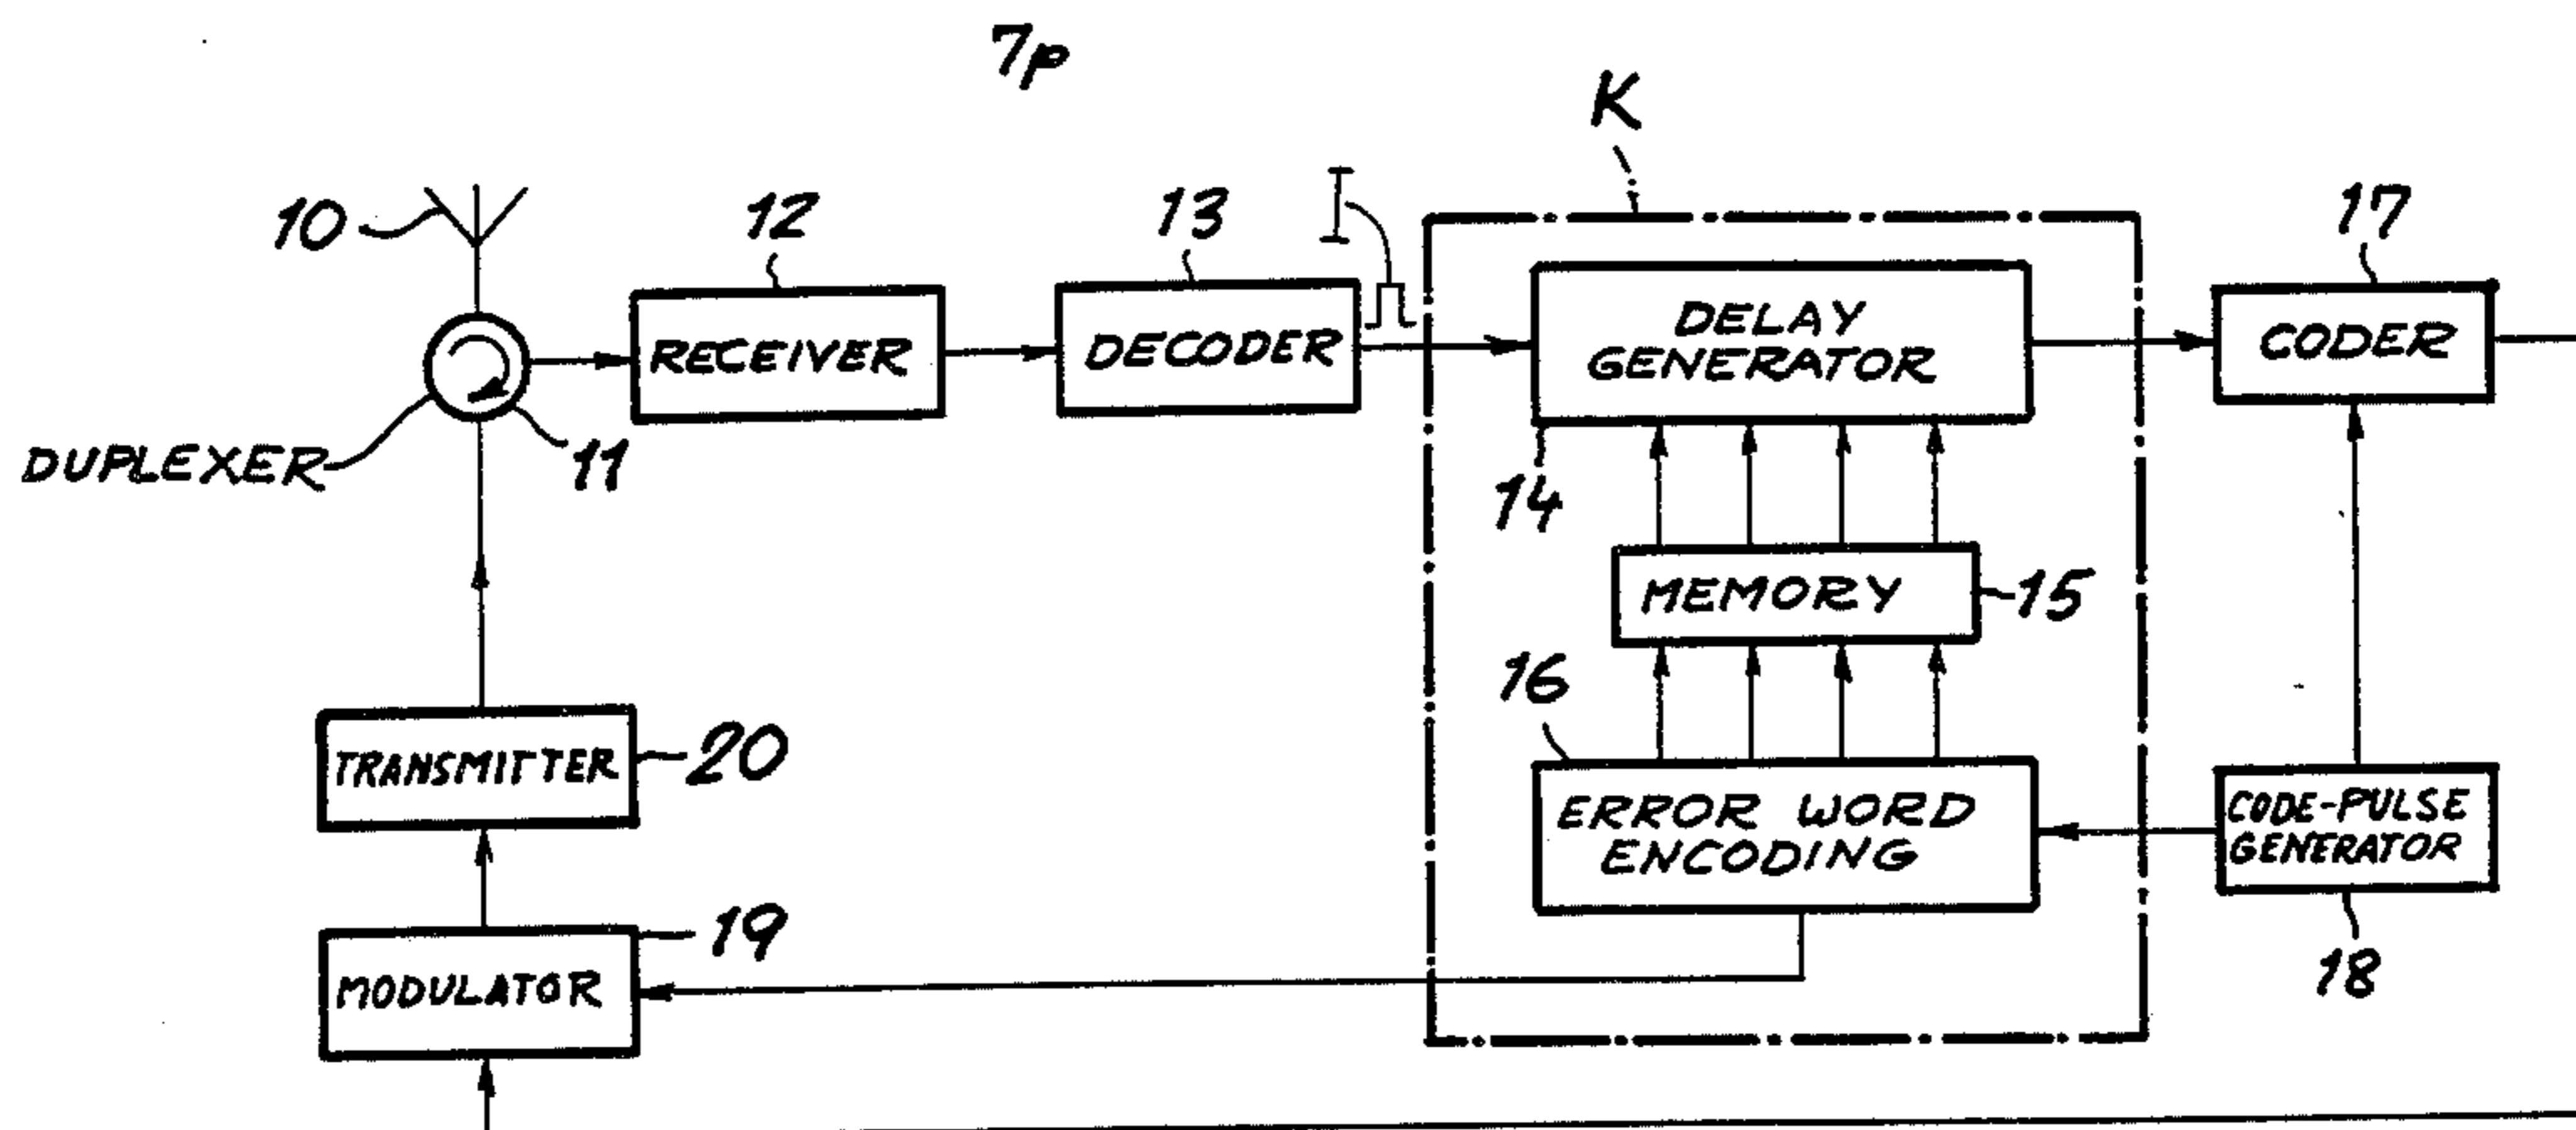 7p
K
10
12
13
I
17
RECEIVER
DECODER
DELAY
GENERATOR
CODER
DUPLEXER
11
14
MEMORY
15
16
TRANSMITTER
20
ERROR WORD
ENCODING
CODE-PULSE
GENERATOR
19
MODULATOR
18